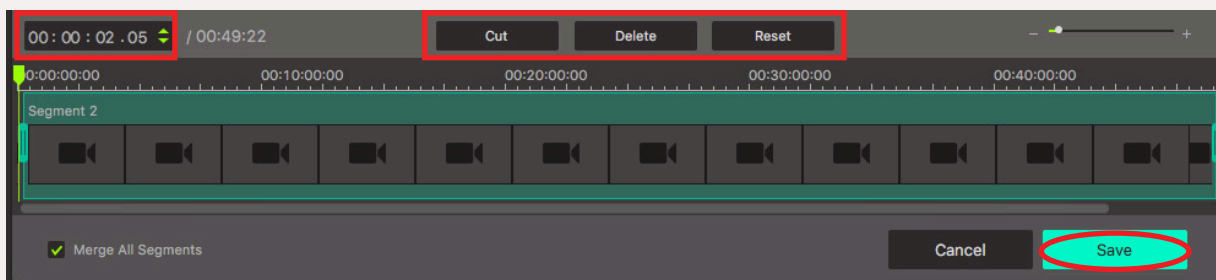 00: 00 : 02 . 05 / 00:49:22 Cut Delete Reset - +
0:00:00:00 00:10:00:00 00:20:00:00 00:30:00:00 00:40:00:00
Segment 2
Merge All Segments Cancel Save